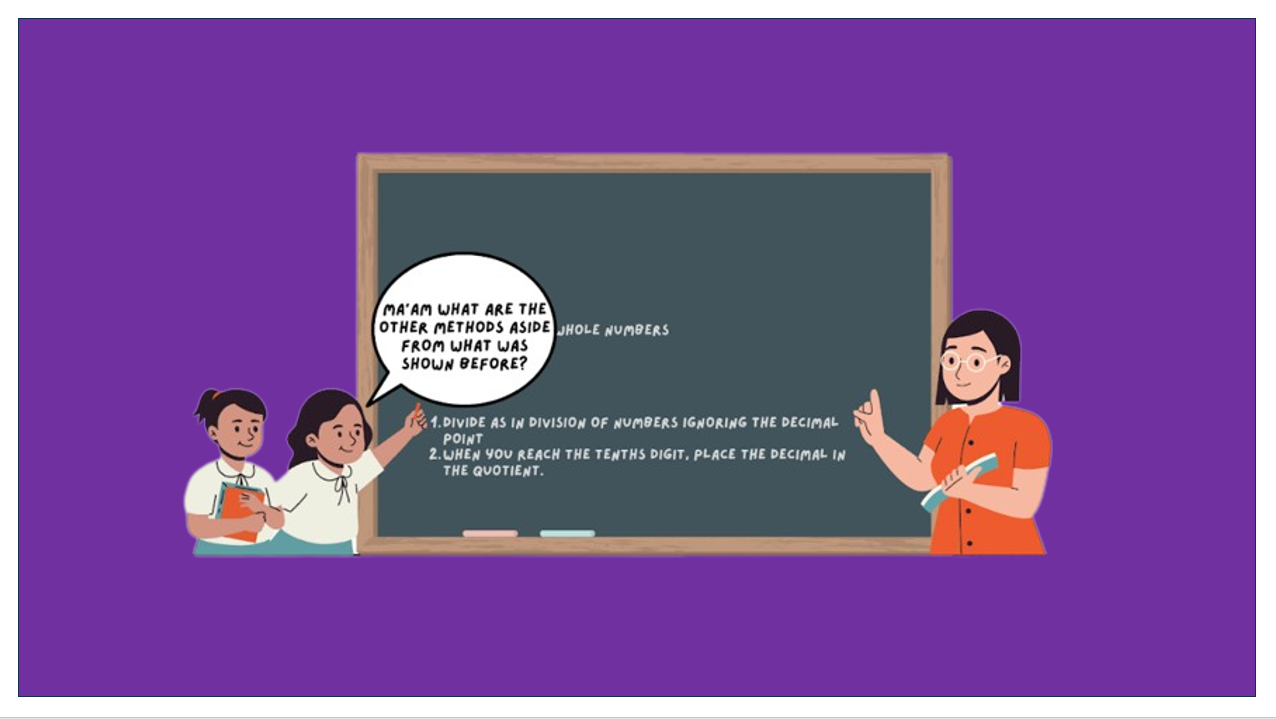 MA'AM WHAT ARE THE
OTHER METHODS ASIDE
FROM WHAT WAS
SHOWN BEFORE?
WHOLE NUMBERS
1.DIVIDE AS IN DIVISION OF NUMBERS IGNORING THE DECIMAL
POINT
2.WHEN YOU REACH THE TENTHS DIGIT, PLACE THE DECIMAL IN
THE QUOTIENT.